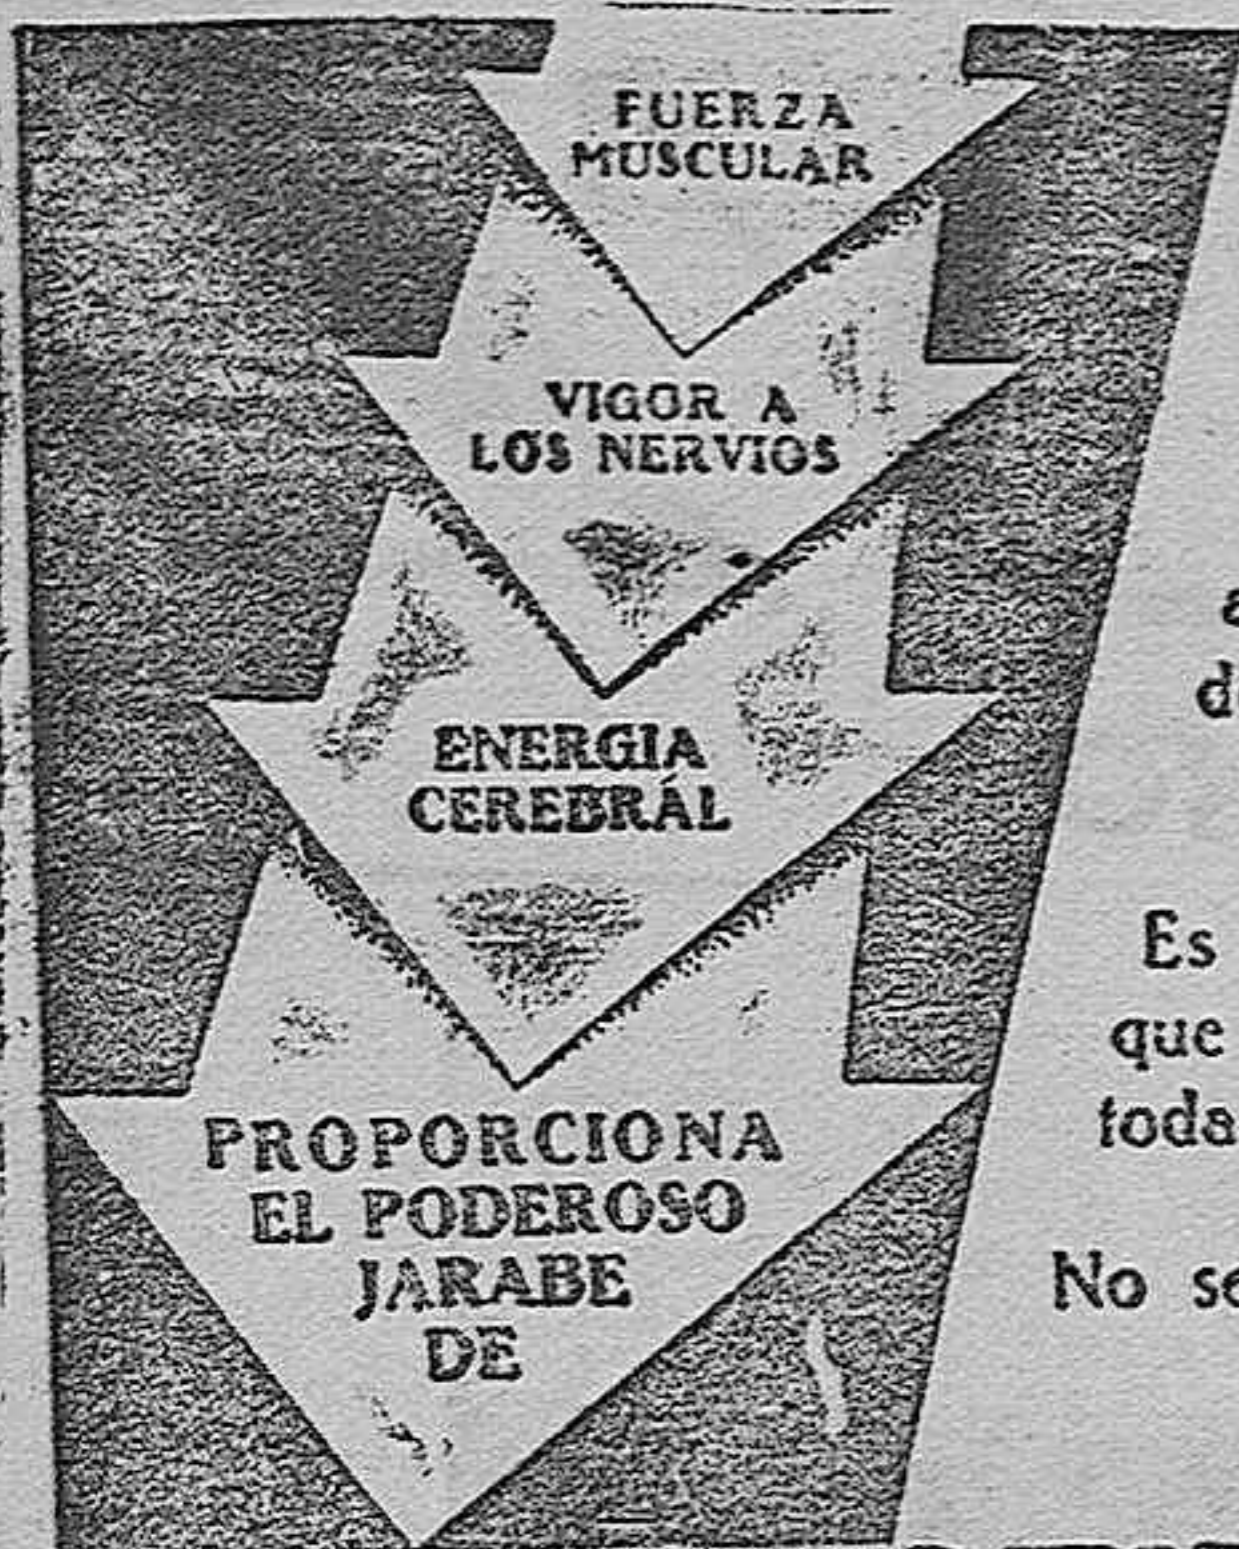 FUERZA
MUSCULAR
VIGOR A
LOS NERVIOS
ENERGIA
CEREBRAL
PROPORCIONA
EL PODEROSO
JARABE
DE
Es
que
toda
No